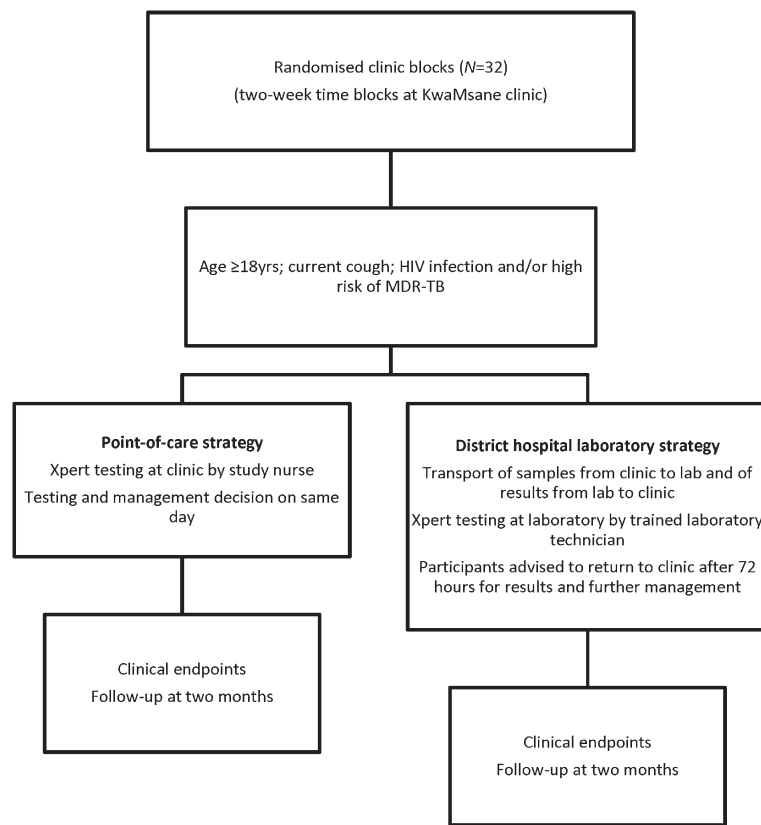 Randomised clinic blocks (N=32)
(two-week time blocks at KwaMsane clinic)
Age ≥18yrs; current cough; HIV infection and/or high
risk of MDR-TB
Point-of-care strategy
Xpert testing at clinic by study nurse
Testing and management decision on same
day
District hospital laboratory strategy
Transport of samples from clinic to lab and of
results from lab to clinic
Xpert testing at laboratory by trained laboratory
technician
Participants advised to return to clinic after 72
hours for results and further management
Clinical endpoints
Follow-up at two months
Clinical endpoints
Follow-up at two months